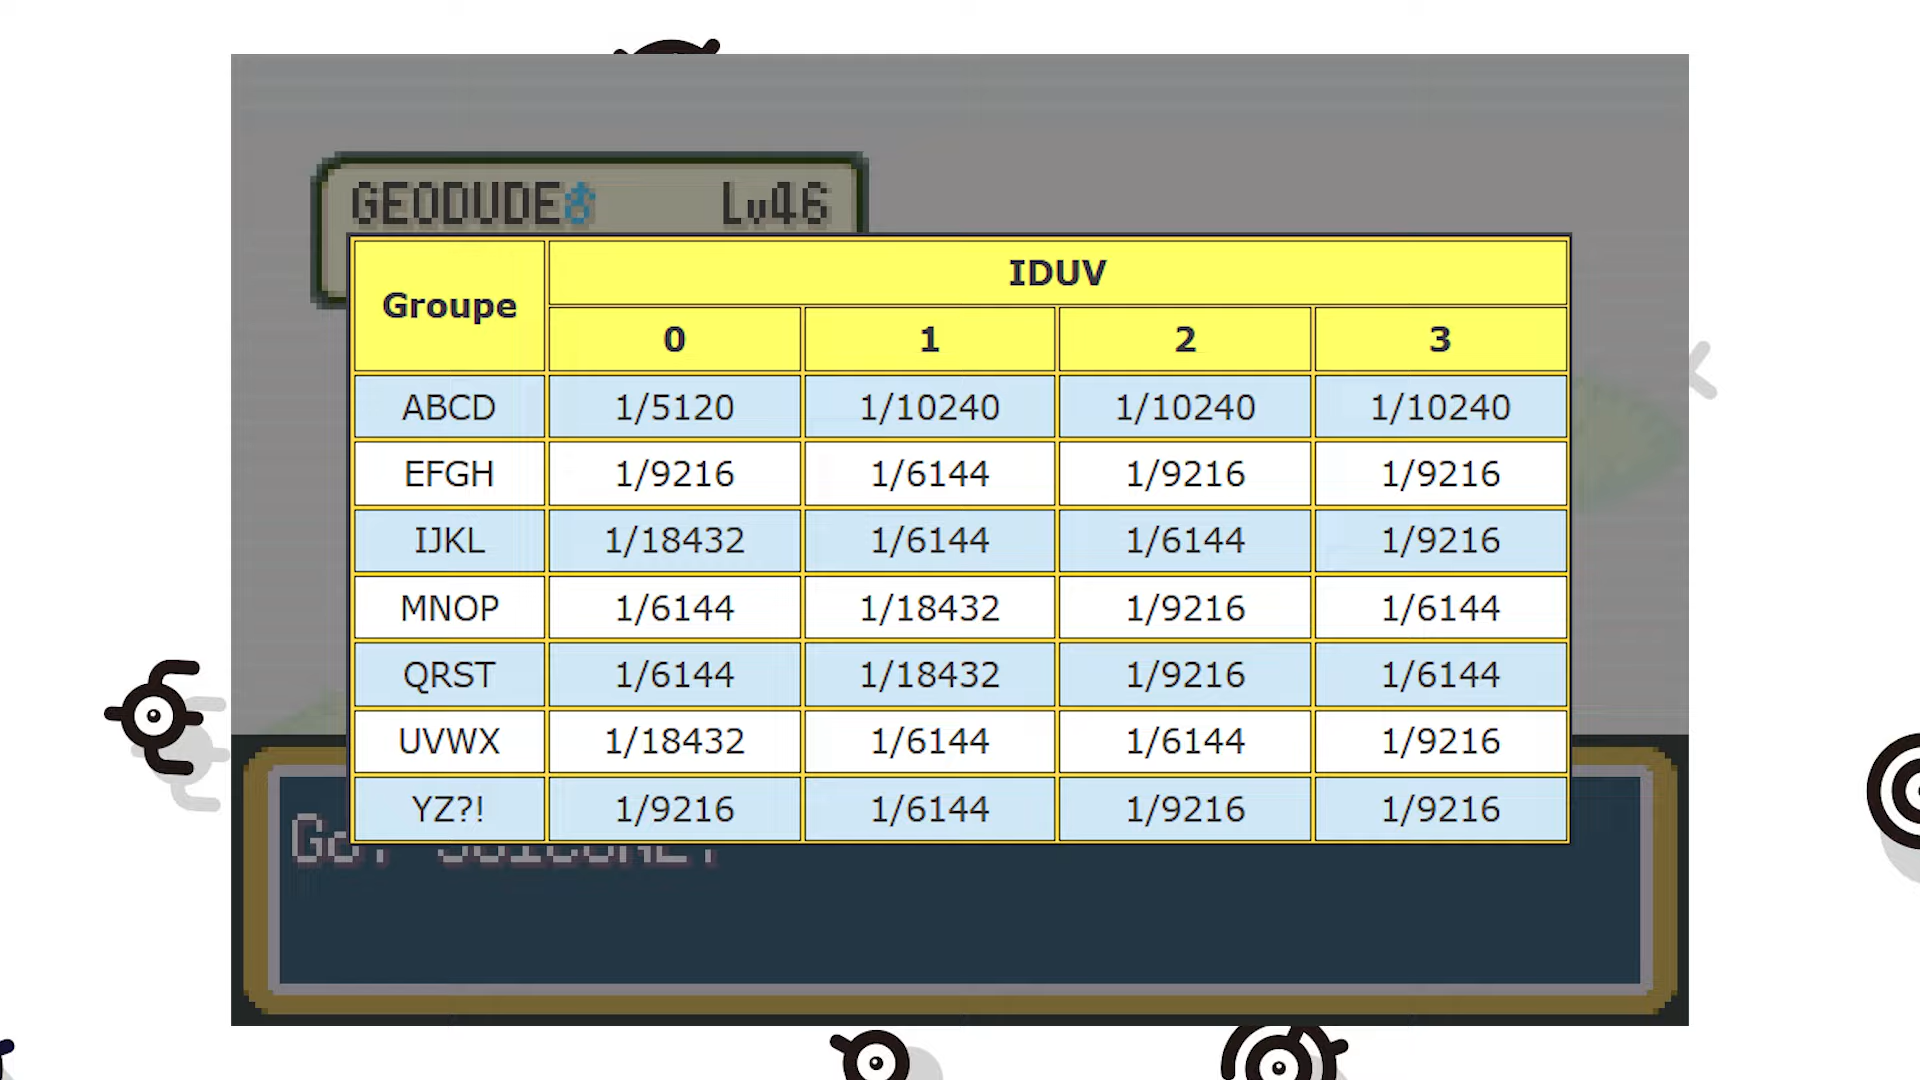 GEODUDE♂ Lv46
Groupe IDUV
0 1 2 3
ABCD 1/5120 1/10240 1/10240 1/10240
EFGH 1/9216 1/6144 1/9216 1/9216
IJKL 1/18432 1/6144 1/6144 1/9216
MNOP 1/6144 1/18432 1/9216 1/6144
QRST 1/6144 1/18432 1/9216 1/6144
UVWX 1/18432 1/6144 1/6144 1/9216
YZ?! 1/9216 1/6144 1/9216 1/9216